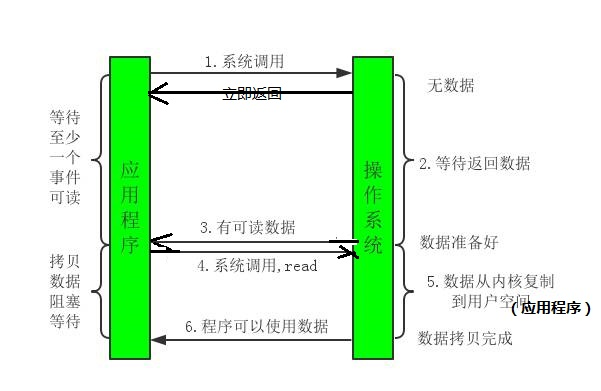 1.系统调用
立即返回
无数据
等待
至少
一个
事件
可读
应用程序
操作系统
2.等待返回数据
3.有可读数据
数据准备好
4.系统调用,read
拷贝
数据
阻塞
等待
5.数据从内核复制
到用户空间
(应用程序)
6.程序可以使用数据
数据拷贝完成